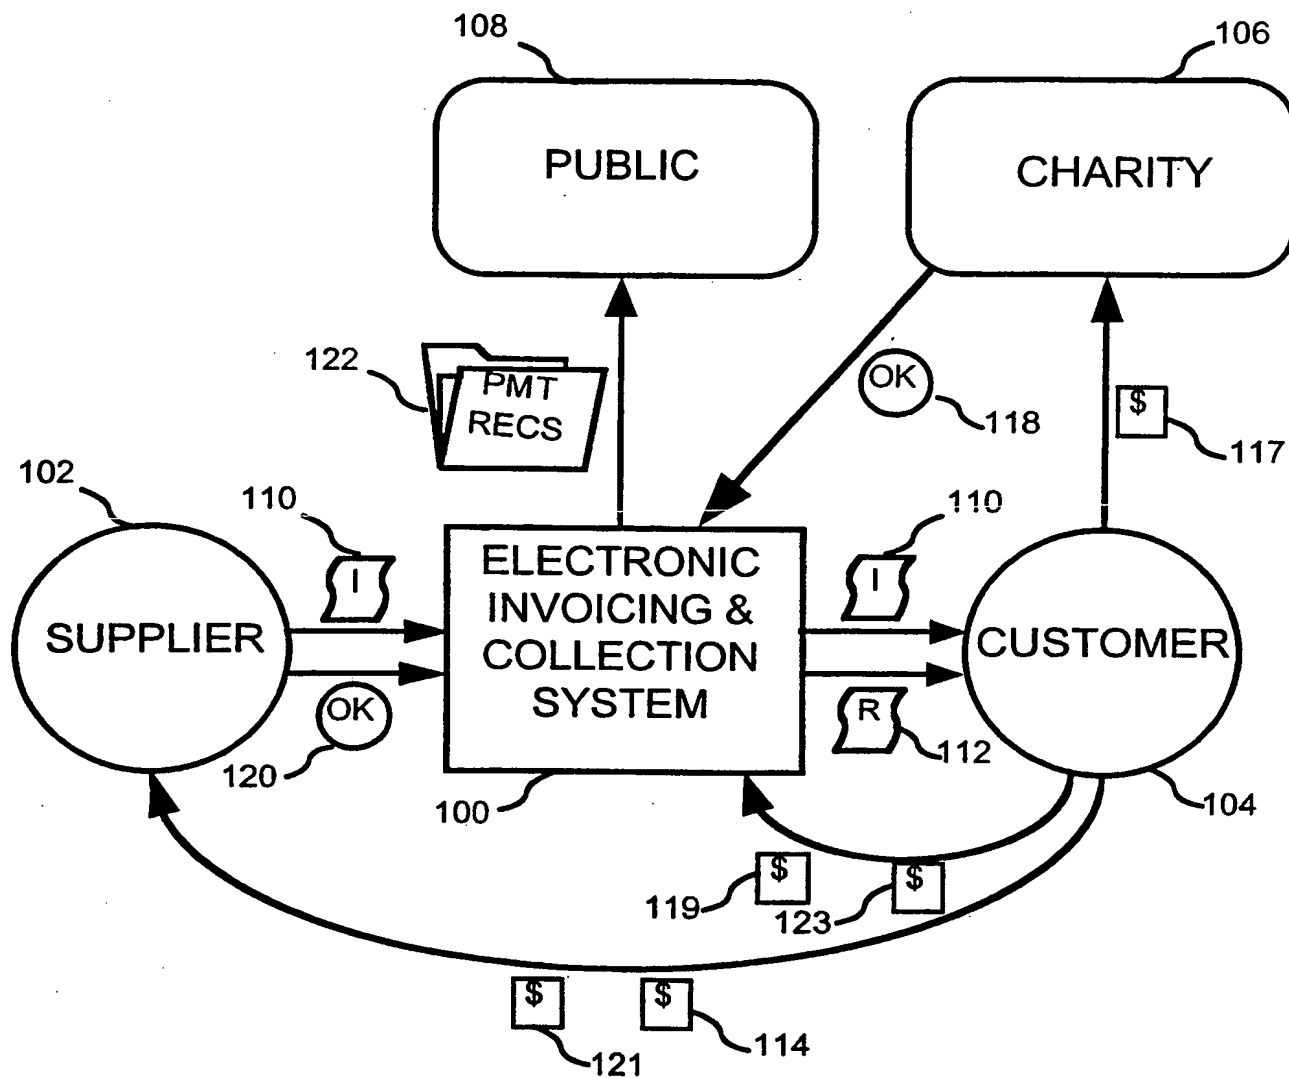 108
106
PUBLIC
CHARITY
122
PMT
RECS
OK
118
$
117
102
110
I
110
I
SUPPLIER
ELECTRONIC
INVOICING &
COLLECTION
SYSTEM
CUSTOMER
OK
120
R
112
100
104
119
$
123
$
$
121
$
114